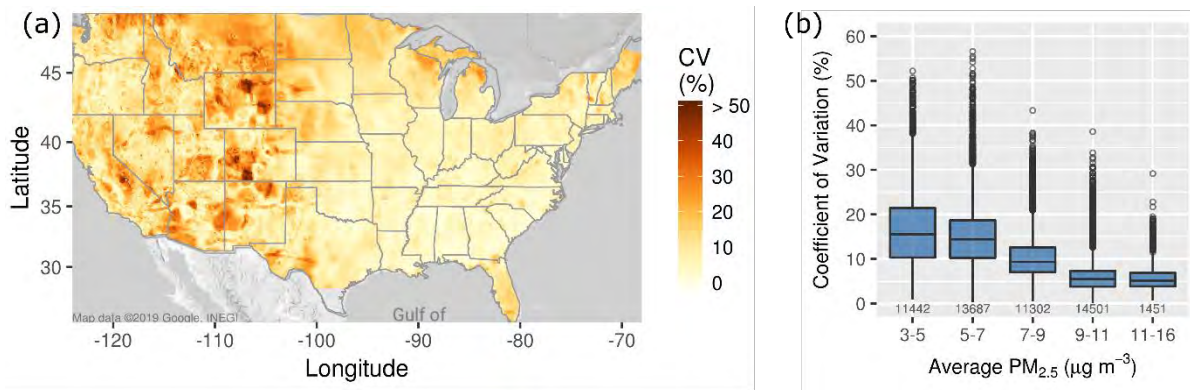 (a)
Latitude
45
40
35
30
-120
-110
-100
-90
-80
-70
Longitude
Map data ©2019 Google, INEGI
Gulf of
CV
(%)
> 50
40
30
20
10
0
(b)
Coefficient of Variation (%)
60
50
40
30
20
10
0
11442 13687 11302 14501 1451
3-5 5-7 7-9 9-11 11-16
Average PM₂.₅ (μg m⁻³)